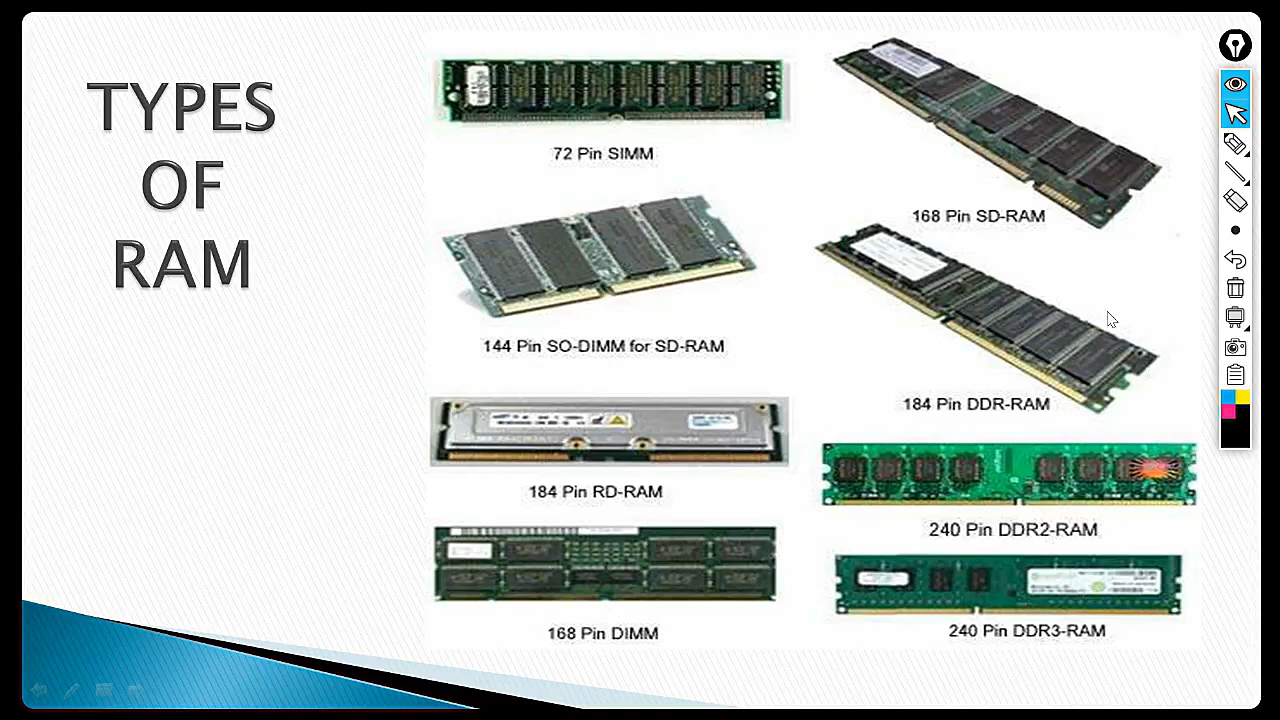 TYPES
OF
RAM
72 Pin SIMM
168 Pin SD-RAM
144 Pin SO-DIMM for SD-RAM
184 Pin DDR-RAM
184 Pin RD-RAM
240 Pin DDR2-RAM
168 Pin DIMM
240 Pin DDR3-RAM